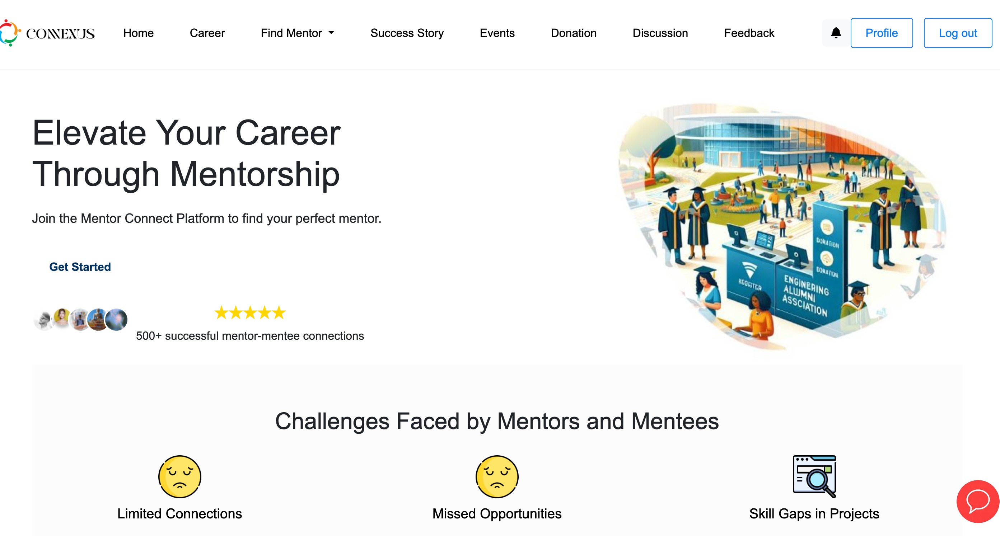 CONNEXUS
Home
Career
Find Mentor
Success Story
Events
Donation
Discussion
Feedback
Profile
Log out
Elevate Your Career
Through Mentorship
Join the Mentor Connect Platform to find your perfect mentor.
Get Started
500+ successful mentor-mentee connections
DONATION
DONATION
ENGINEERING
ALUJMNI
ASSCIATION
Challenges Faced by Mentors and Mentees
Limited Connections
Missed Opportunities
Skill Gaps in Projects